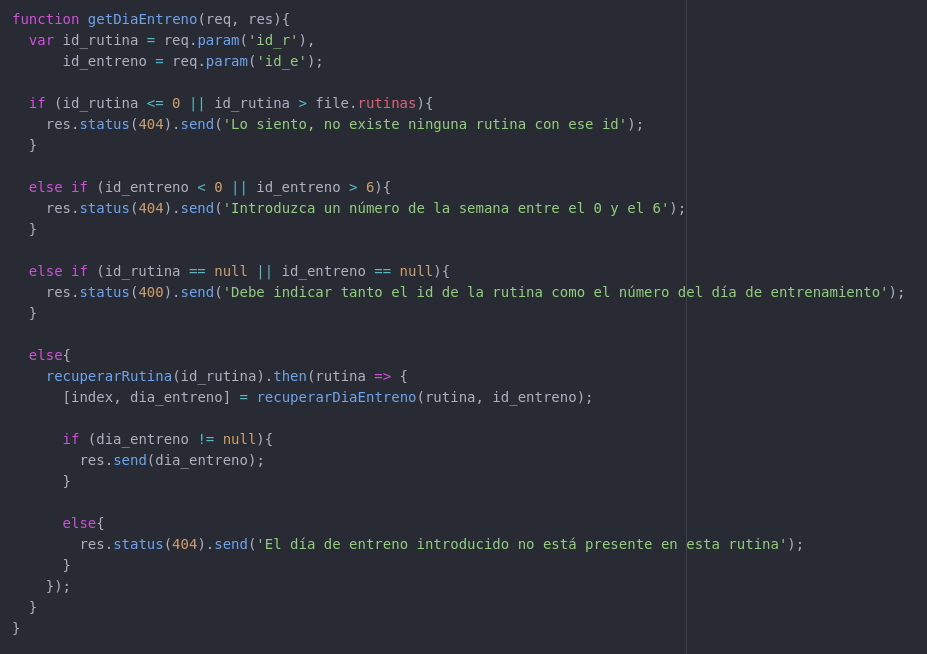 function getDiaEntreno(req, res){
  var id_rutina = req.param('id_r'),
      id_entreno = req.param('id_e');

  if (id_rutina <= 0 || id_rutina > file.rutinas){
    res.status(404).send('Lo siento, no existe ninguna rutina con ese id');
  }

  else if (id_entreno < 0 || id_entreno > 6){
    res.status(404).send('Introduzca un número de la semana entre el 0 y el 6');
  }

  else if (id_rutina == null || id_entreno == null){
    res.status(400).send('Debe indicar tanto el id de la rutina como el número del día de entrenamiento');
  }

  else{
    recuperarRutina(id_rutina).then(rutina => {
      [index, dia_entreno] = recuperarDiaEntreno(rutina, id_entreno);

      if (dia_entreno != null){
        res.send(dia_entreno);
      }

      else{
        res.status(404).send('El día de entreno introducido no está presente en esta rutina');
      }
    });
  }
}